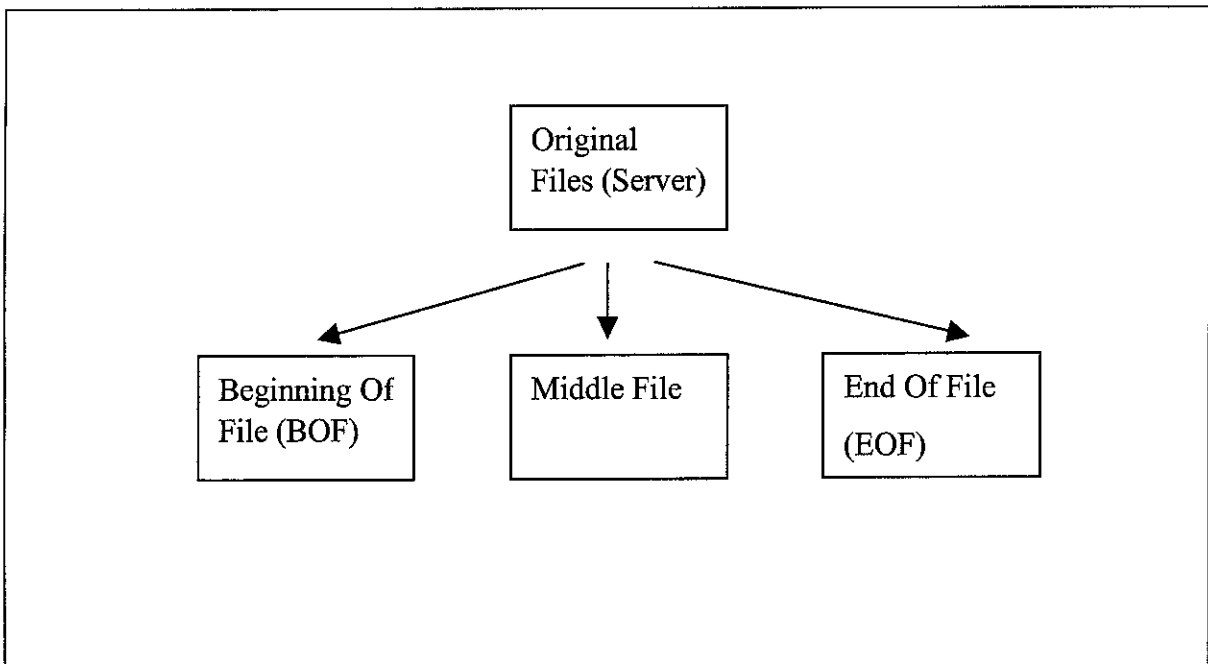 Original
Files (Server)
Beginning Of
File (BOF)
Middle File
End Of File
(EOF)